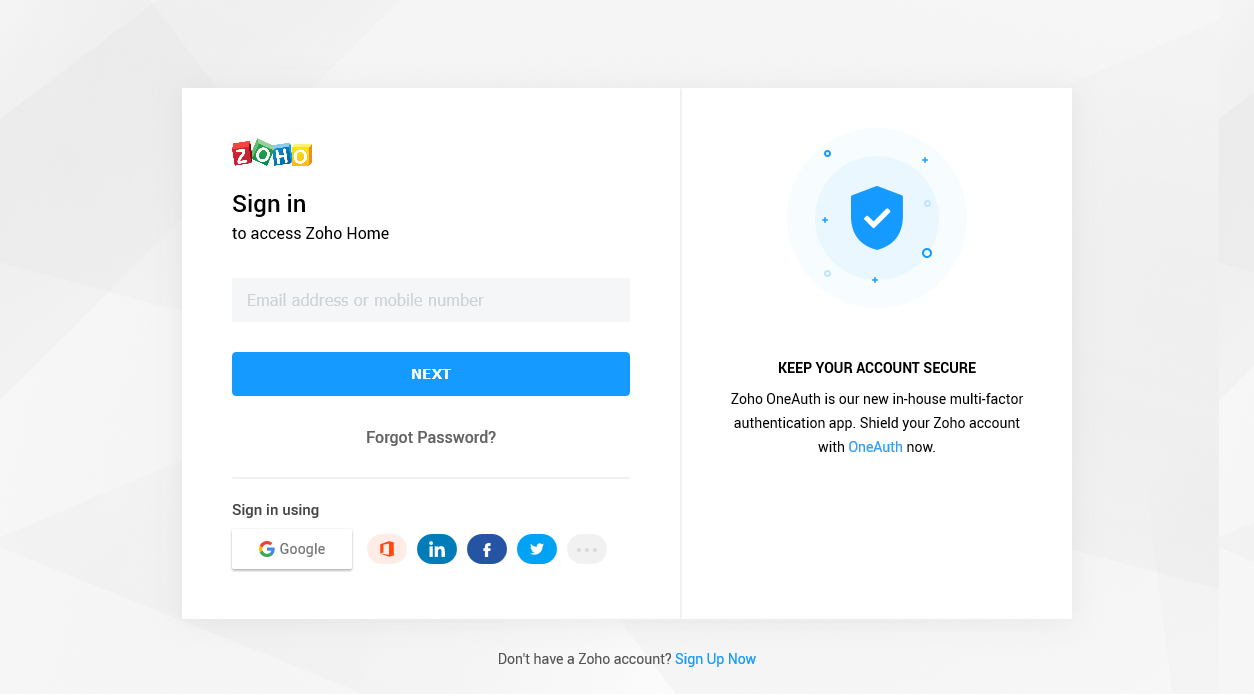 ZOHO
Sign in
to access Zoho Home
Email address or mobile number
NEXT
Forgot Password?
Sign in using
Google
KEEP YOUR ACCOUNT SECURE
Zoho OneAuth is our new in-house multi-factor
authentication app. Shield your Zoho account
with OneAuth now.
Don't have a Zoho account? Sign Up Now